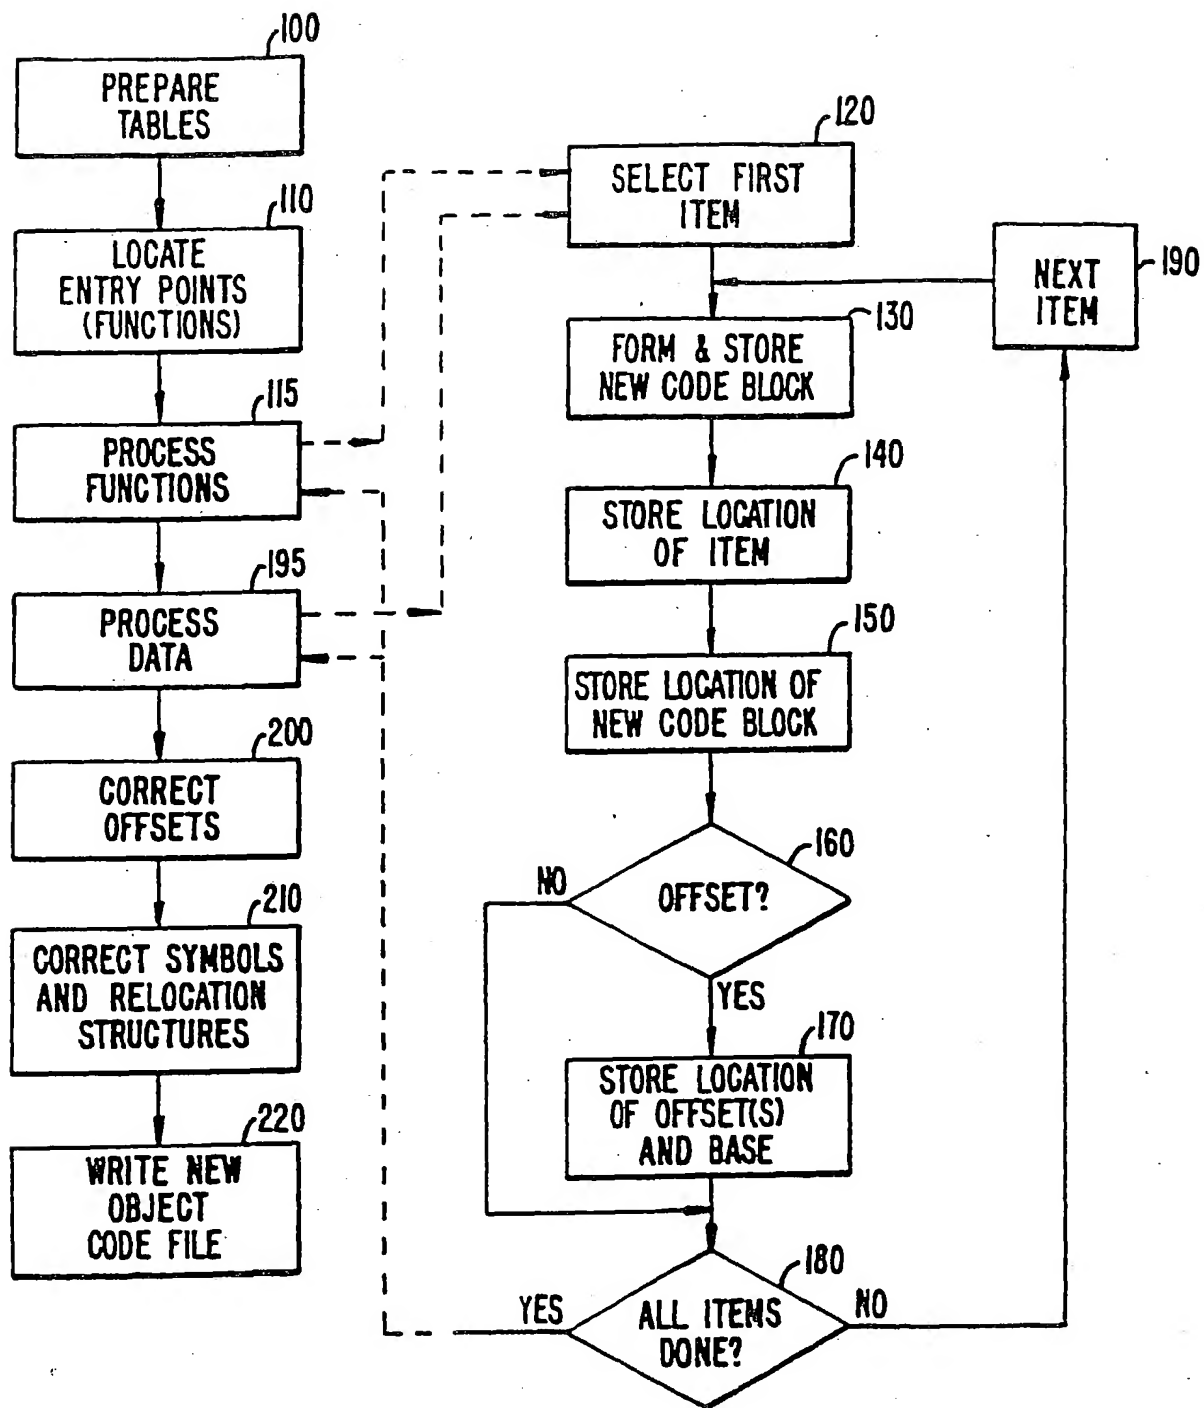 100
PREPARE
TABLES
110
LOCATE
ENTRY POINTS
(FUNCTIONS)
115
PROCESS
FUNCTIONS
195
PROCESS
DATA
200
CORRECT
OFFSETS
210
CORRECT SYMBOLS
AND RELOCATION
STRUCTURES
220
WRITE NEW
OBJECT
CODE FILE
120
SELECT FIRST
ITEM
190
NEXT
ITEM
130
FORM & STORE
NEW CODE BLOCK
140
STORE LOCATION
OF ITEM
150
STORE LOCATION OF
NEW CODE BLOCK
160
NO
OFFSET?
YES
170
STORE LOCATION
OF OFFSET(S)
AND BASE
180
YES
ALL ITEMS
DONE?
NO